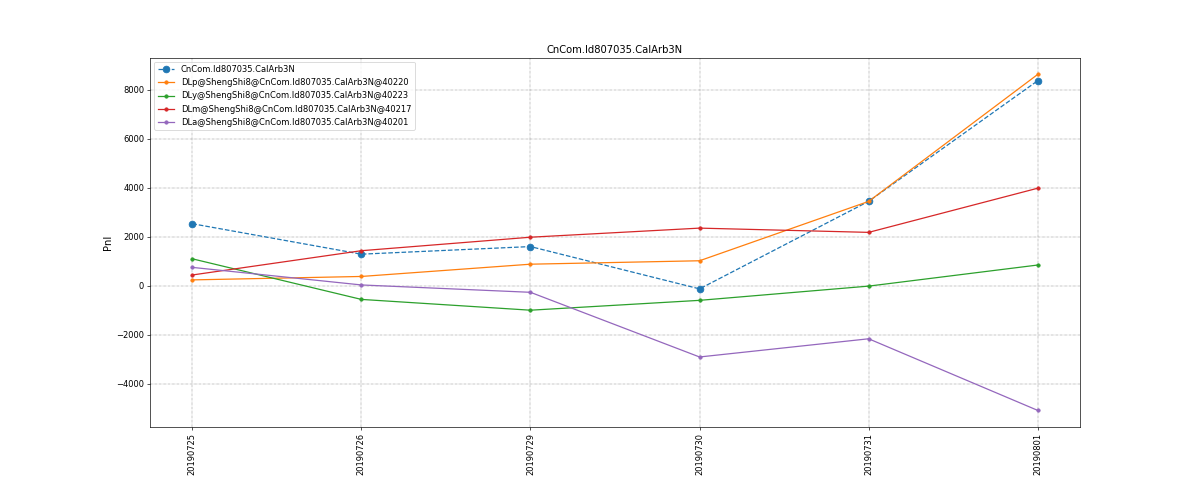 CnCom.Id807035.CalArb3N
CnCom.Id807035.CalArb3N
DLp@ShengShi8@CnCom.Id807035.CalArb3N@40220
DLy@ShengShi8@CnCom.Id807035.CalArb3N@40223
DLm@ShengShi8@CnCom.Id807035.CalArb3N@40217
DLa@ShengShi8@CnCom.Id807035.CalArb3N@40201
8000
6000
4000
2000
0
−2000
−4000
Pnl
20190725
20190726
20190729
20190730
20190731
20190801